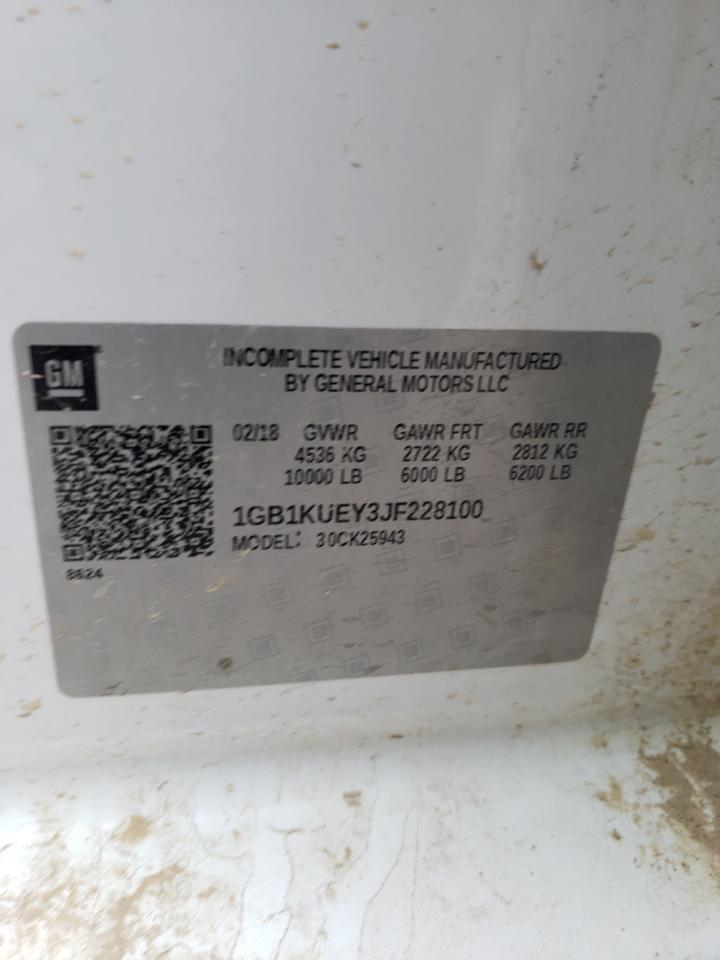 GM
INCOMPLETE VEHICLE MANUFACTURED
BY GENERAL MOTORS LLC
02/18 GVWR GAWR FRT GAWR RR
4536 KG 2722 KG 2812 KG
10000 LB 6000 LB 6200 LB
1GB1KUEY3JF228100
MODEL: 30CK25943
8624